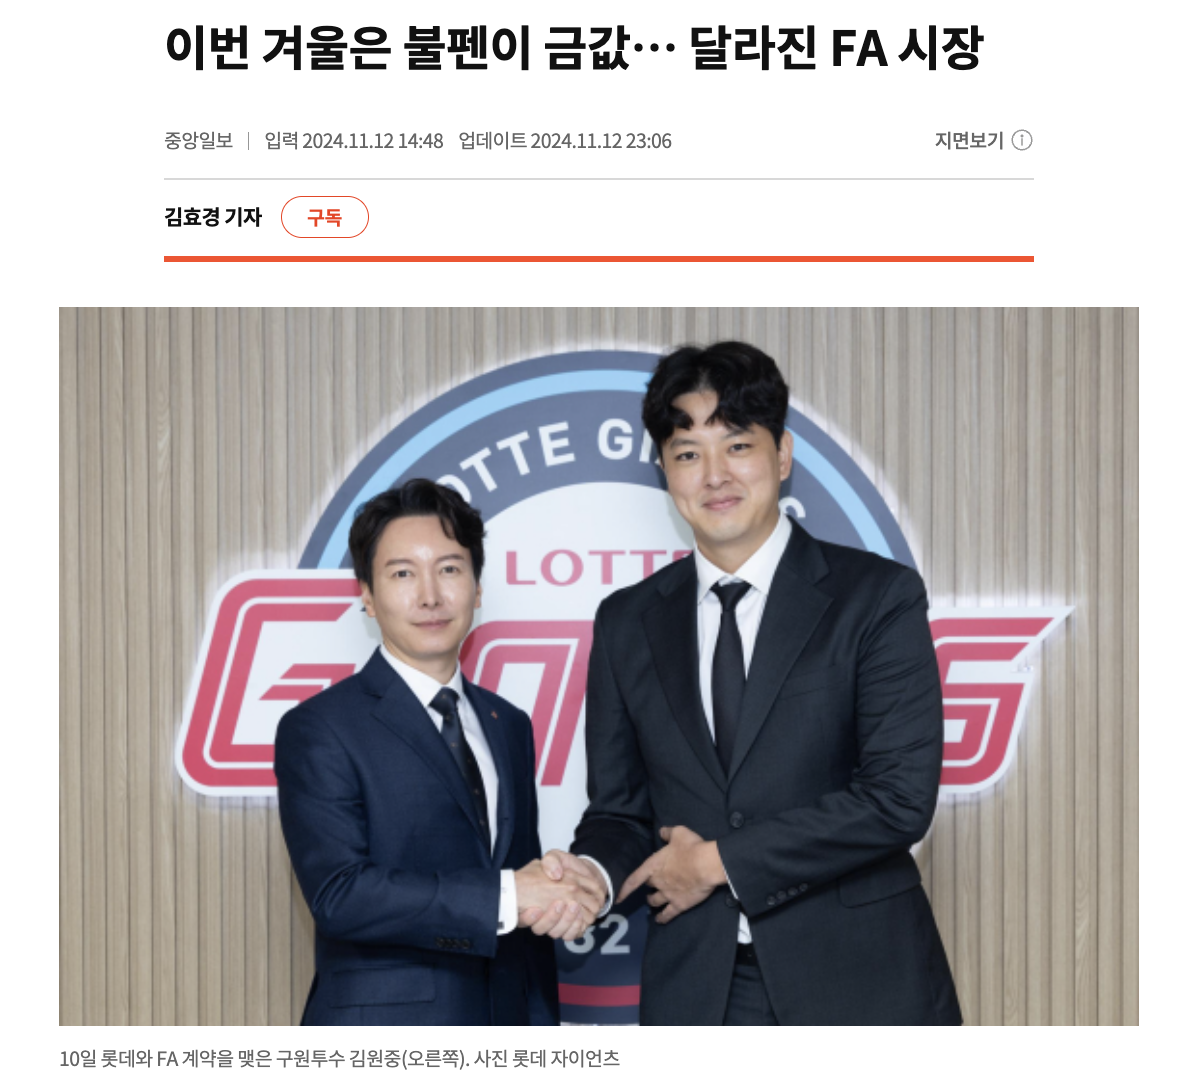 이번 겨울은 불펜이 금값… 달라진 FA 시장
중앙일보 입력 2024.11.12 14:48 업데이트 2024.11.12 23:06 지면보기
김효경 기자 구독
OTTE GI
LOTTE
G
S
82
10일 롯데와 FA 계약을 맺은 구원투수 김원중(오른쪽). 사진 롯데 자이언츠